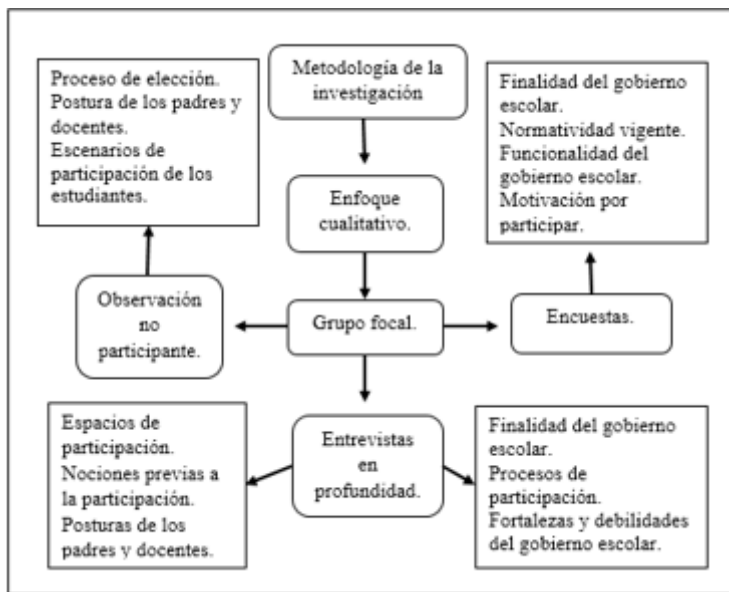 Metodología de la
investigación
Proceso de elección.
Postura de los padres y
docentes.
Escenarios de
participación de los
estudiantes.
Finalidad del gobierno
escolar.
Normatividad vigente.
Funcionalidad del
gobierno escolar.
Motivación por
participar.
Enfoque
cualitativo.
Observación
no
participante.
Grupo focal.
Encuestas.
Espacios de
participación.
Nociones previas a
la participación.
Posturas de los
padres y docentes.
Entrevistas
en
profundidad.
Finalidad del gobierno
escolar.
Procesos de
participación.
Fortalezas y debilidades
del gobierno escolar.